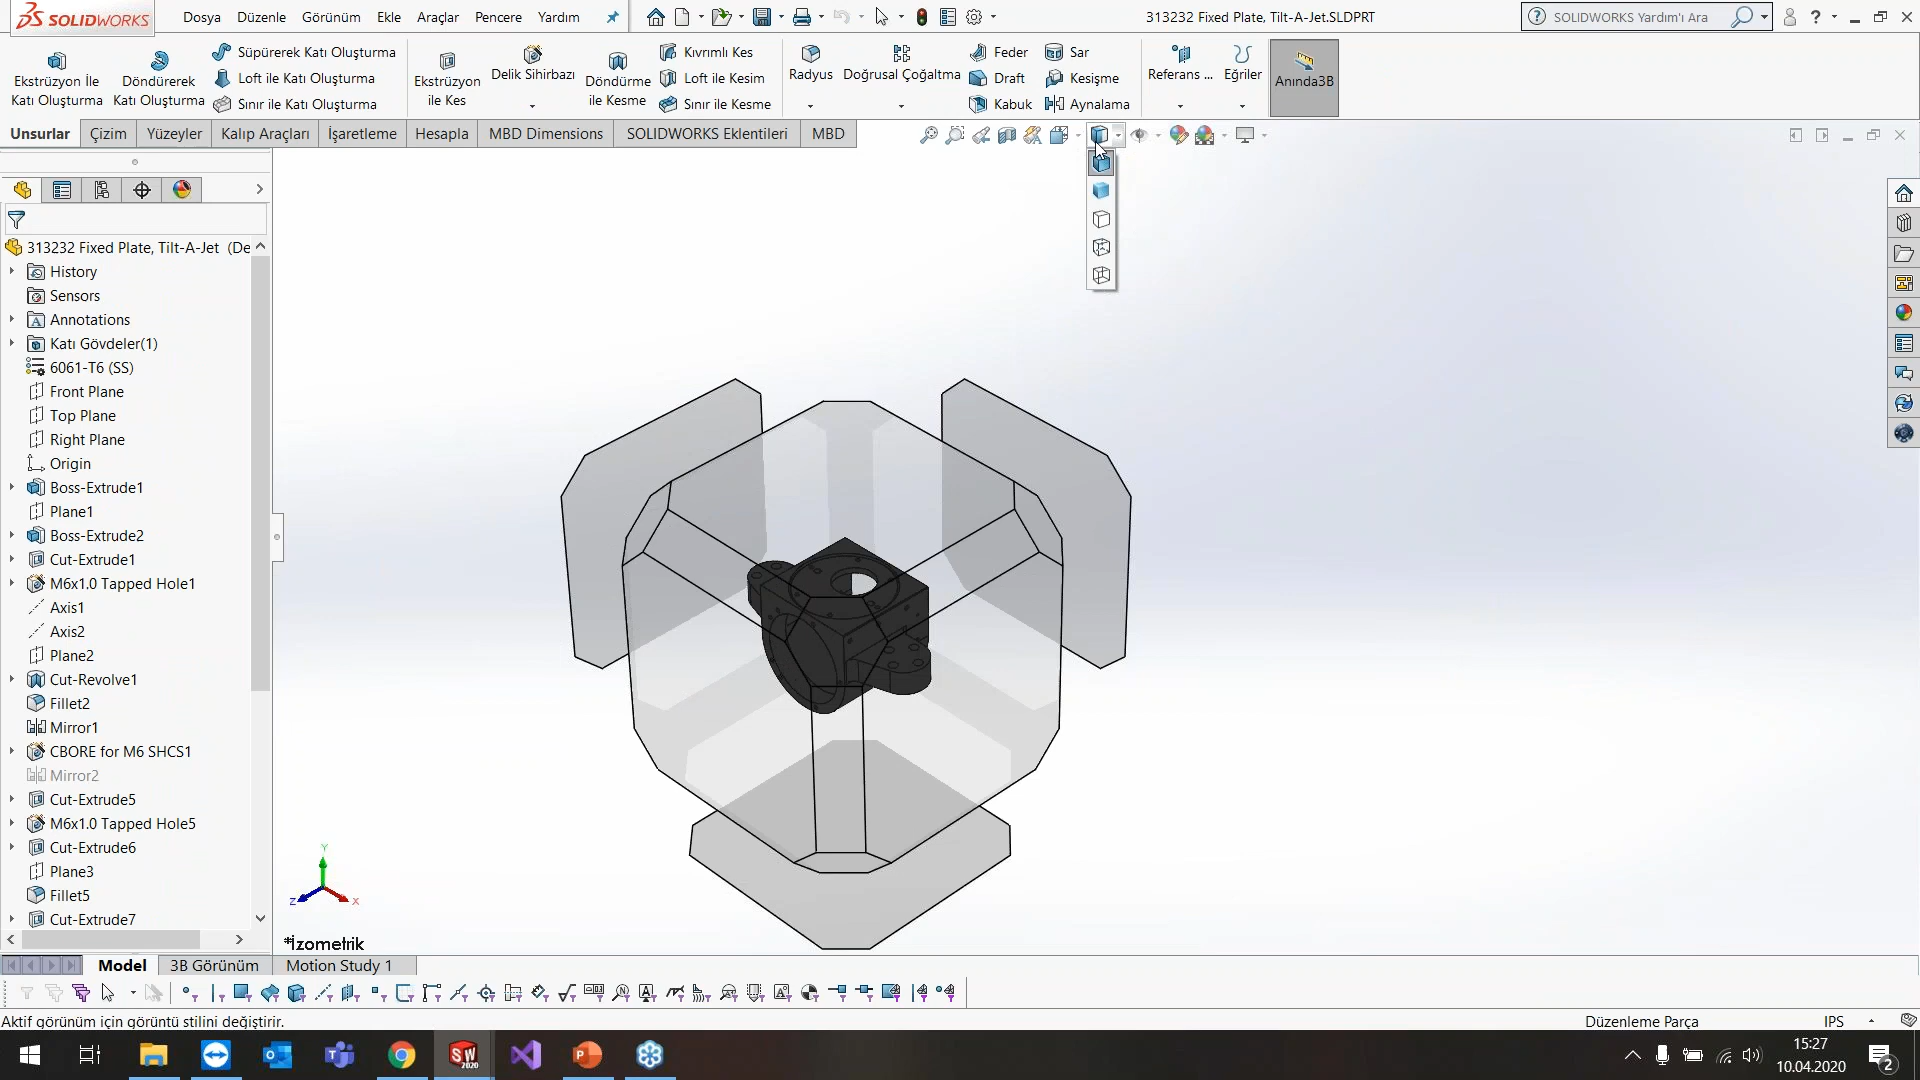 SOLIDWORKS
Dosya Düzenle Görünüm Ekle Araçlar Pencere Yardım
313232 Fixed Plate, Tilt-A-Jet.SLDPRT
SOLIDWORKS Yardım'ı Ara
?
Ekstrüzyon İle Katı Oluşturma
Döndürerek Katı Oluşturma
Süpürerek Katı Oluşturma
Loft ile Katı Oluşturma
Sınır ile Katı Oluşturma
Ekstrüzyon ile Kes
Delik Sihirbazı
Döndürme ile Kesme
Kıvrımlı Kes
Loft ile Kesim
Sınır ile Kesme
Radyus
Doğrusal Çoğaltma
Feder
Draft
Kabuk
Sar
Kesişme
Aynalama
Referans ...
Eğriler
Anında3B
Unsurlar Çizim Yüzeyler Kalıp Araçları İşaretleme Hesapla MBD Dimensions SOLIDWORKS Eklentileri MBD
313232 Fixed Plate, Tilt-A-Jet (De
History
Sensors
Annotations
Katı Gövdeler(1)
6061-T6 (SS)
Front Plane
Top Plane
Right Plane
Origin
Boss-Extrude1
Plane1
Boss-Extrude2
Cut-Extrude1
M6x1.0 Tapped Hole1
Axis1
Axis2
Plane2
Cut-Revolve1
Fillet2
Mirror1
CBORE for M6 SHCS1
Mirror2
Cut-Extrude5
M6x1.0 Tapped Hole5
Cut-Extrude6
Plane3
Fillet5
Cut-Extrude7
Y
Z
X
*İzometrik
Model 3B Görünüm Motion Study 1
Aktif görünüm için görüntü stilini değiştirir.
Düzenleme Parça
IPS
SW 2020
15:27
10.04.2020
2